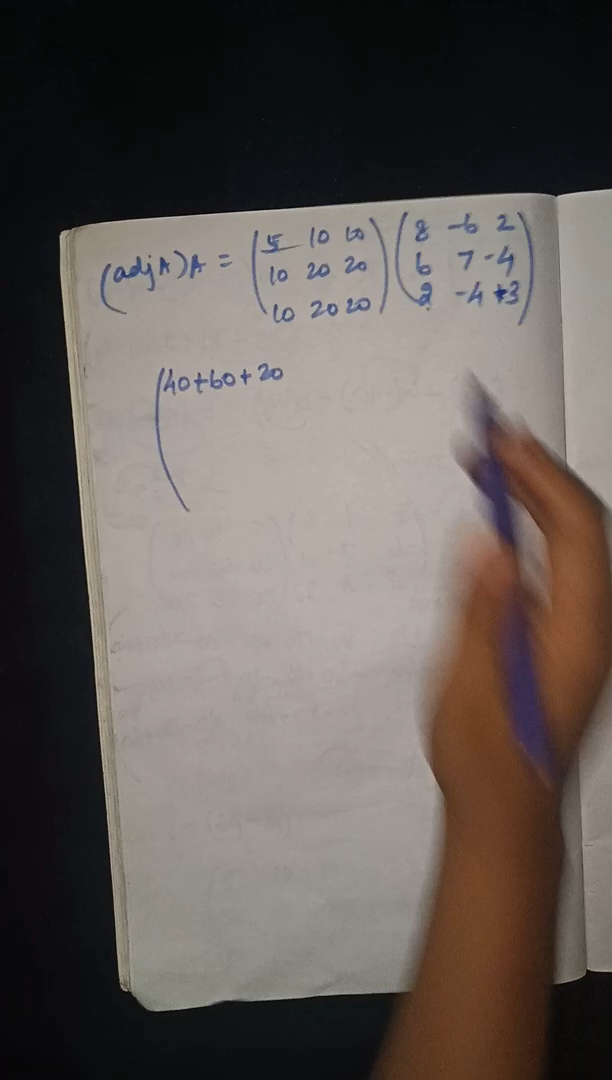 (adjA)A = (5 10 10) (8 -6 2)
(10 20 20) (6 7 -4)
(10 20 20) (2 -4 +3)
(40+60+20